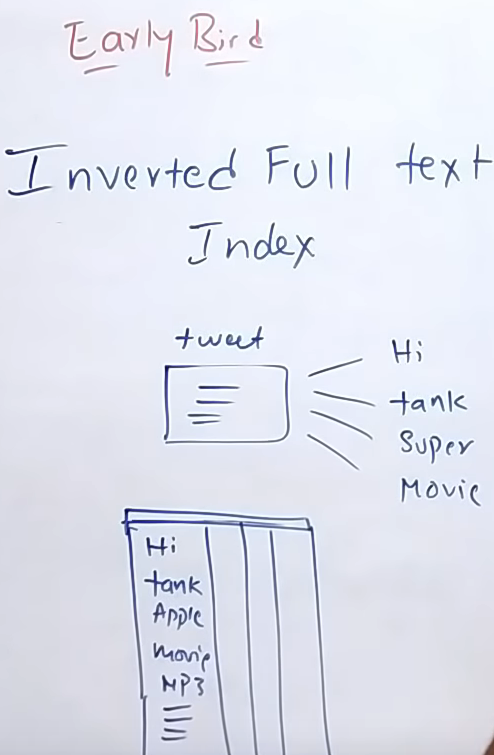 Early Bird
Inverted Full text
Index
tweet
Hi
tank
Super
Movie
Hi
tank
Apple
movie
MP3